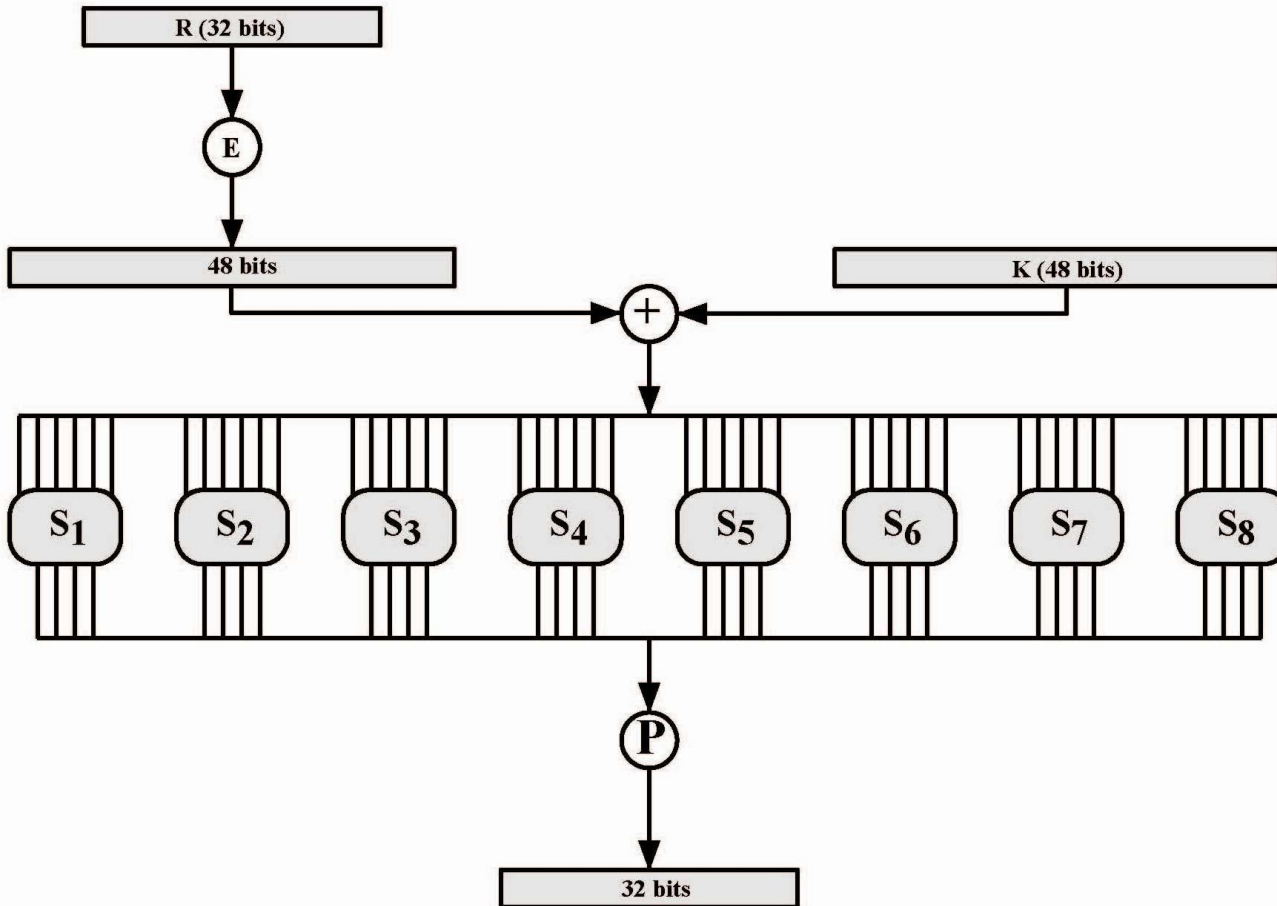 R (32 bits)
E
48 bits
K (48 bits)
+
S1 S2 S3 S4 S5 S6 S7 S8
P
32 bits